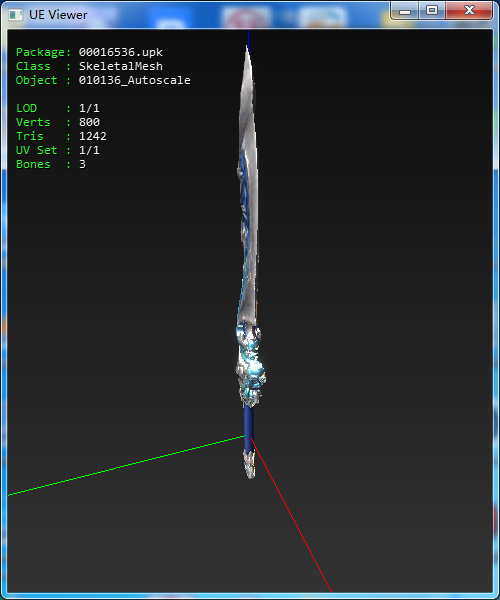 UE Viewer
Package: 00016536.upk
Class : SkeletalMesh
Object : 010136_Autoscale
LOD : 1/1
Verts : 800
Tris : 1242
UV Set : 1/1
Bones : 3